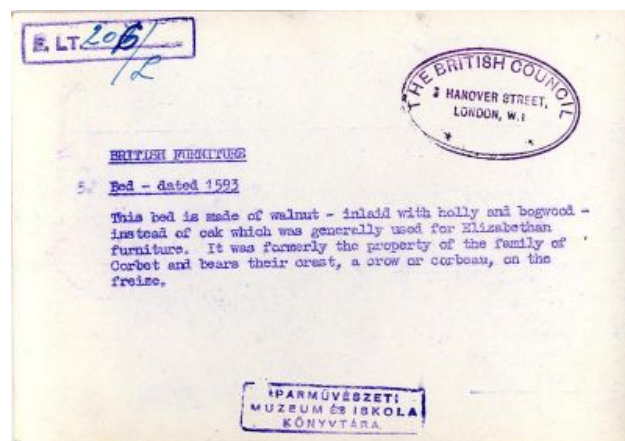 E. LT. 206/L
THE BRITISH COUNCIL
3 HANOVER STREET,
LONDON, W.1
BRITISH FURNITURE
5. Bed - dated 1593
This bed is made of walnut - inlaid with holly and bogwood -
instead of oak which was generally used for Elizabethan
furniture. It was formerly the property of the family of
Corbet and bears their crest, a crow or corbeau, on the
freize.
IPARMŰVÉSZETI
MUZEUM ÉS ISKOLA
KÖNYVTÁRA